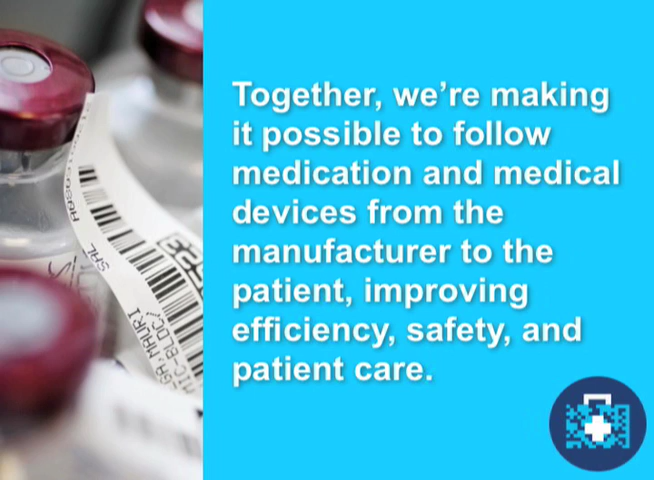 Together, we're making
it possible to follow
medication and medical
devices from the
manufacturer to the
patient, improving
efficiency, safety, and
patient care.
SAL